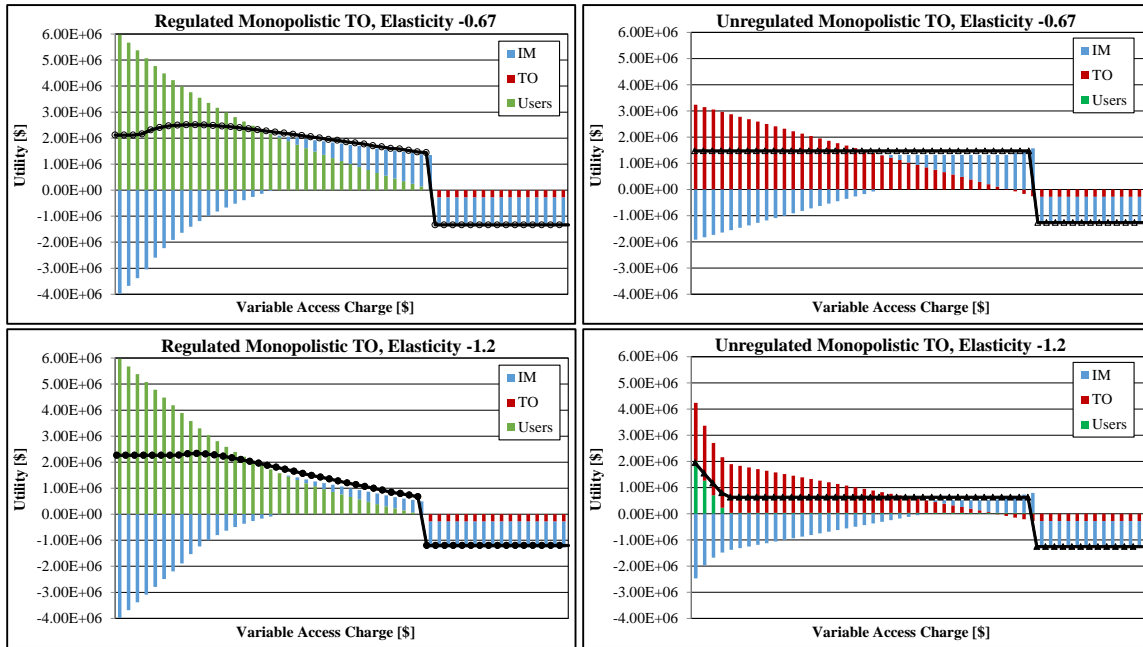 Regulated Monopolistic TO, Elasticity -0.67
6.00E+06
5.00E+06
4.00E+06
3.00E+06
2.00E+06
1.00E+06
0.00E+00
-1.00E+06
-2.00E+06
-3.00E+06
-4.00E+06
Utility [$]
Variable Access Charge [$]
IM
TO
Users
Unregulated Monopolistic TO, Elasticity -0.67
6.00E+06
5.00E+06
4.00E+06
3.00E+06
2.00E+06
1.00E+06
0.00E+00
-1.00E+06
-2.00E+06
-3.00E+06
-4.00E+06
Utility [$]
Variable Access Charge [$]
IM
TO
Users
Regulated Monopolistic TO, Elasticity -1.2
6.00E+06
5.00E+06
4.00E+06
3.00E+06
2.00E+06
1.00E+06
0.00E+00
-1.00E+06
-2.00E+06
-3.00E+06
-4.00E+06
Utility [$]
Variable Access Charge [$]
IM
TO
Users
Unregulated Monopolistic TO, Elasticity -1.2
6.00E+06
5.00E+06
4.00E+06
3.00E+06
2.00E+06
1.00E+06
0.00E+00
-1.00E+06
-2.00E+06
-3.00E+06
-4.00E+06
Utility [$]
Variable Access Charge [$]
IM
TO
Users